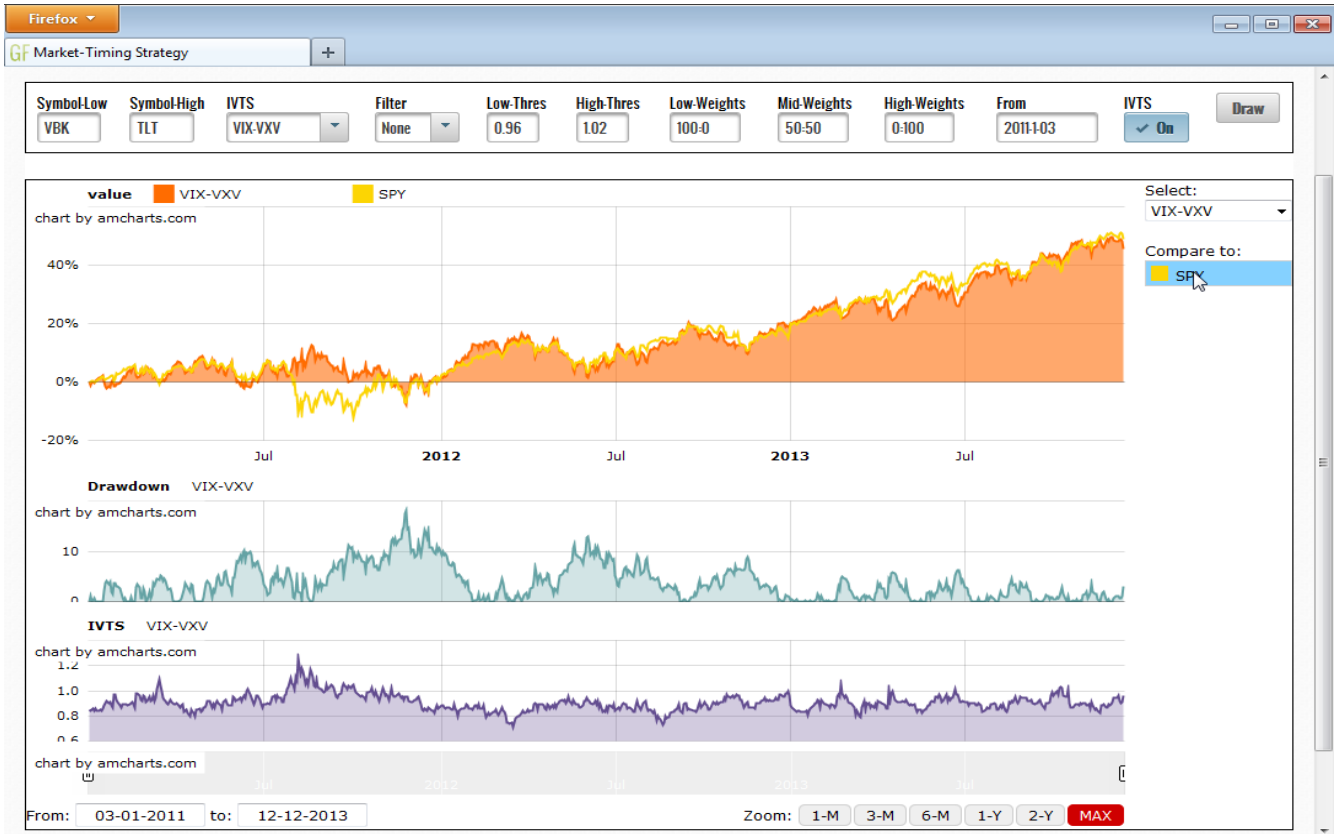 Firefox
GF Market-Timing Strategy
+
Symbol-Low Symbol-High IVTS Filter Low-Thres High-Thres Low-Weights Mid-Weights High-Weights From IVTS
VBK TLT VIX-VXV None 0.96 1.02 100:0 50:50 0:100 2011-1-03 On Draw
value VIX-VXV SPY
chart by amcharts.com
40%
20%
0%
-20%
Jul 2012 Jul 2013 Jul
Select:
VIX-VXV
Compare to:
SPY
Drawdown VIX-VXV
chart by amcharts.com
10
0
IVTS VIX-VXV
chart by amcharts.com
1.2
1.0
0.8
0.6
chart by amcharts.com
Jul 2012 Jul 2013 Jul
From: 03-01-2011 to: 12-12-2013 Zoom: 1-M 3-M 6-M 1-Y 2-Y MAX